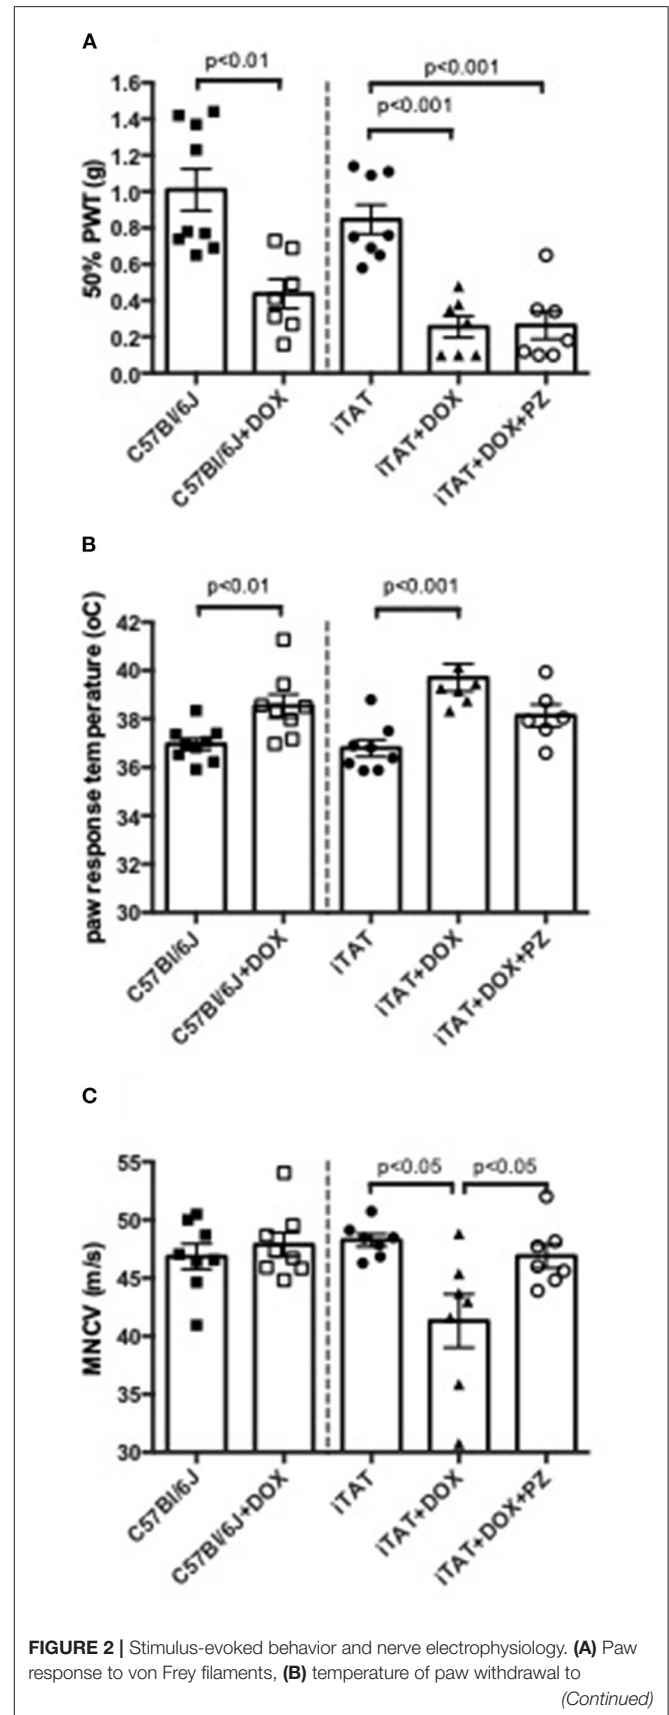 A
p<0.01
p<0.001
p<0.001
50% PWT (g)
1.6
1.4
1.2
1.0
0.8
0.6
0.4
0.2
0.0
C57Bl/6J
C57Bl/6J+DOX
iTAT
iTAT+DOX
iTAT+DOX+PZ
B
p<0.01
p<0.001
paw response temperature (oC)
42
40
38
36
34
32
30
C57Bl/6J
C57Bl/6J+DOX
iTAT
iTAT+DOX
iTAT+DOX+PZ
C
p<0.05
p<0.05
MNCV (m/s)
55
50
45
40
35
30
C57Bl/6J
C57Bl/6J+DOX
iTAT
iTAT+DOX
iTAT+DOX+PZ
FIGURE 2 | Stimulus-evoked behavior and nerve electrophysiology. (A) Paw
response to von Frey filaments, (B) temperature of paw withdrawal to
(Continued)